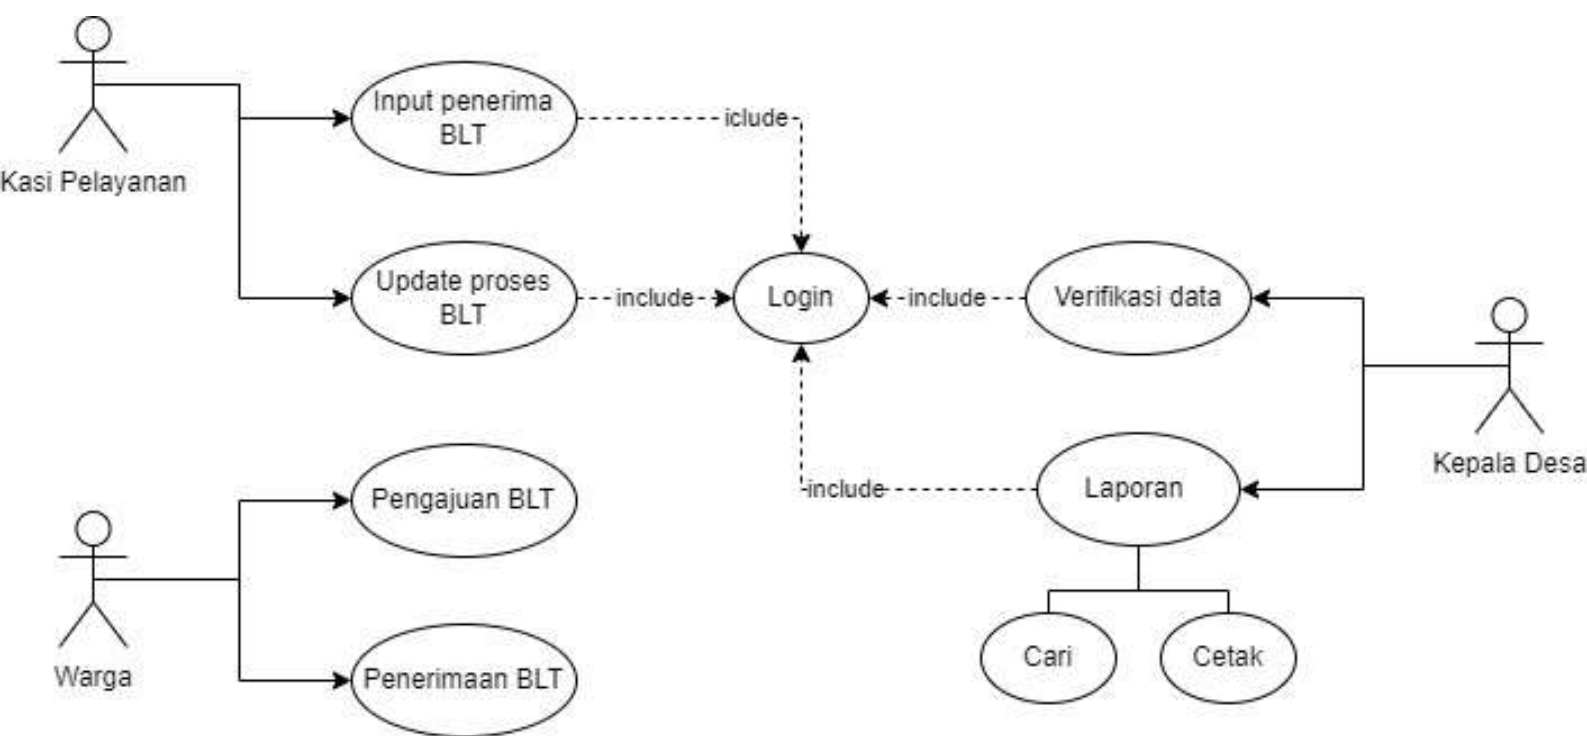 Kasi Pelayanan
Input penerima
BLT
iclude
Update proses
BLT
include
Login
include
Verifikasi data
Kepala Desa
include
Laporan
Cari
Cetak
Warga
Pengajuan BLT
Penerimaan BLT